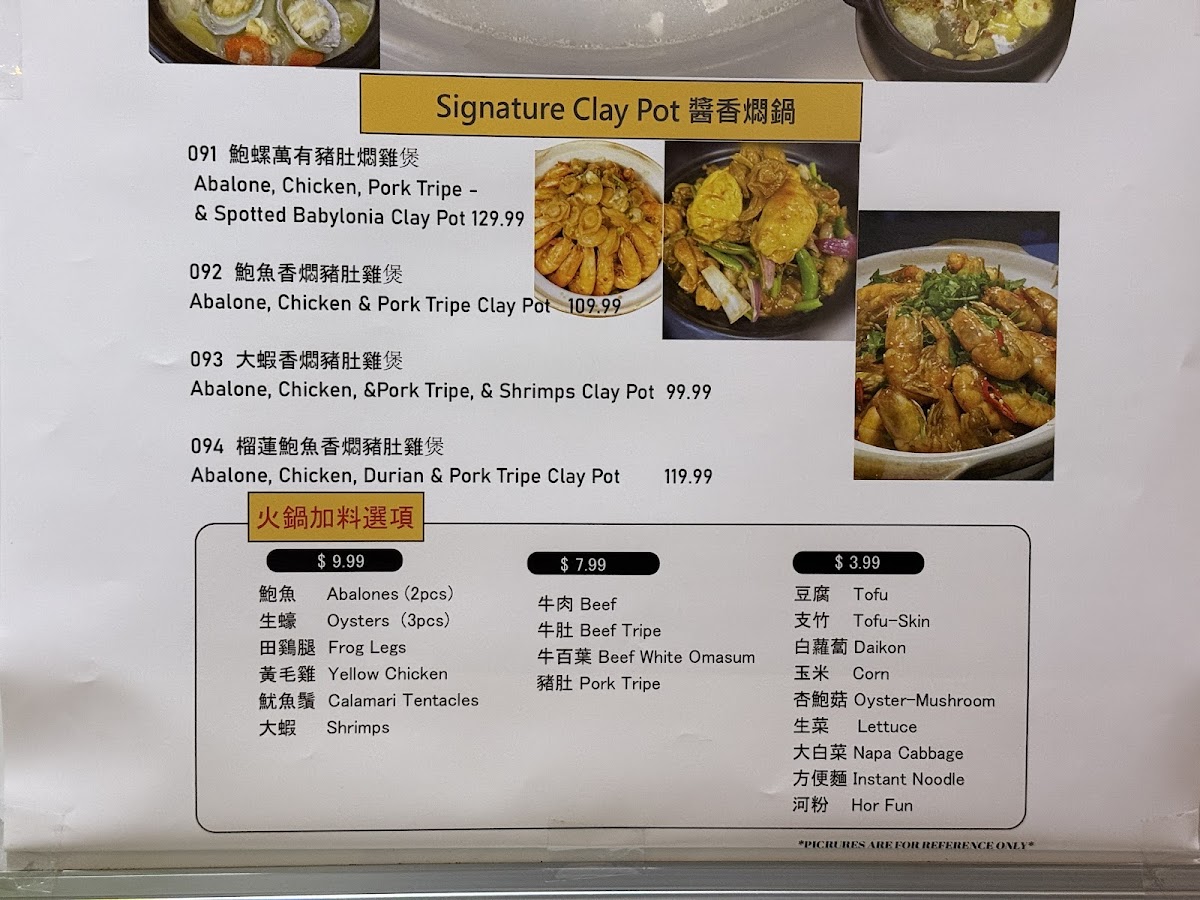 Signature Clay Pot 醬香燜鍋
091 鮑螺萬有豬肚燜雞煲
Abalone, Chicken, Pork Tripe -
& Spotted Babylonia Clay Pot 129.99
092 鮑魚香燜豬肚雞煲
Abalone, Chicken & Pork Tripe Clay Pot 109.99
093 大蝦香燜豬肚雞煲
Abalone, Chicken, &Pork Tripe, & Shrimps Clay Pot 99.99
094 榴蓮鮑魚香燜豬肚雞煲
Abalone, Chicken, Durian & Pork Tripe Clay Pot 119.99
火鍋加料選項
$ 9.99
鮑魚 Abalones (2pcs)
生蠔 Oysters (3pcs)
田鷄腿 Frog Legs
黃毛雞 Yellow Chicken
魷魚鬚 Calamari Tentacles
大蝦 Shrimps
$ 7.99
牛肉 Beef
牛肚 Beef Tripe
牛百葉 Beef White Omasum
豬肚 Pork Tripe
$ 3.99
豆腐 Tofu
支竹 Tofu-Skin
白蘿蔔 Daikon
玉米 Corn
杏鮑菇 Oyster-Mushroom
生菜 Lettuce
大白菜 Napa Cabbage
方便麵 Instant Noodle
河粉 Hor Fun
*PICRURES ARE FOR REFERENCE ONLY*